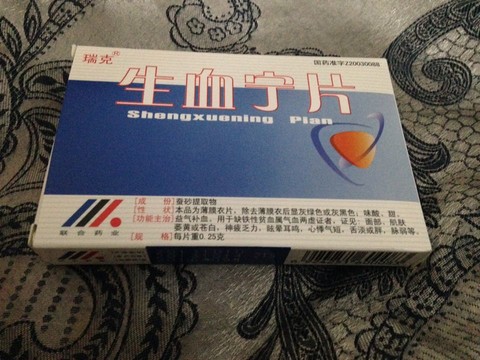 瑞克®
国药准字Z20030088
生血宁片
Shengxuening Pian
[成 份]蚕砂提取物
[性 状]本品为薄膜衣片，除去薄膜衣后显灰绿色或灰黑色；味酸、甜。
[功能主治]益气补血。用于缺铁性贫血属气血两虚证者，证见：面部、肌肤
萎黄或苍白，神疲乏力，眩晕耳鸣，心悸气短，舌淡或胖，脉弱等。
[规 格]每片重0.25克
联合药业